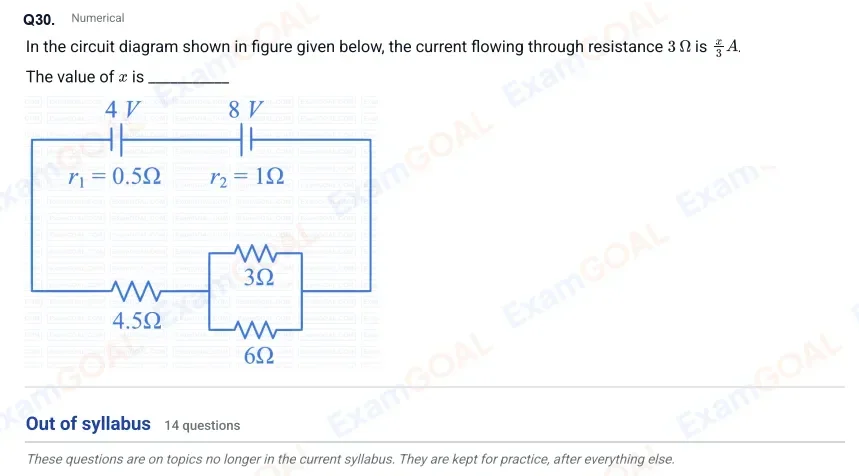 Q30. Numerical
In the circuit diagram shown in figure given below, the current flowing through resistance 3 Ω is x/3 A.
The value of x is __________
4 V 8 V
r₁ = 0.5Ω r₂ = 1Ω
3Ω
4.5Ω
6Ω
Out of syllabus 14 questions
These questions are on topics no longer in the current syllabus. They are kept for practice, after everything else.
ExamGOAL